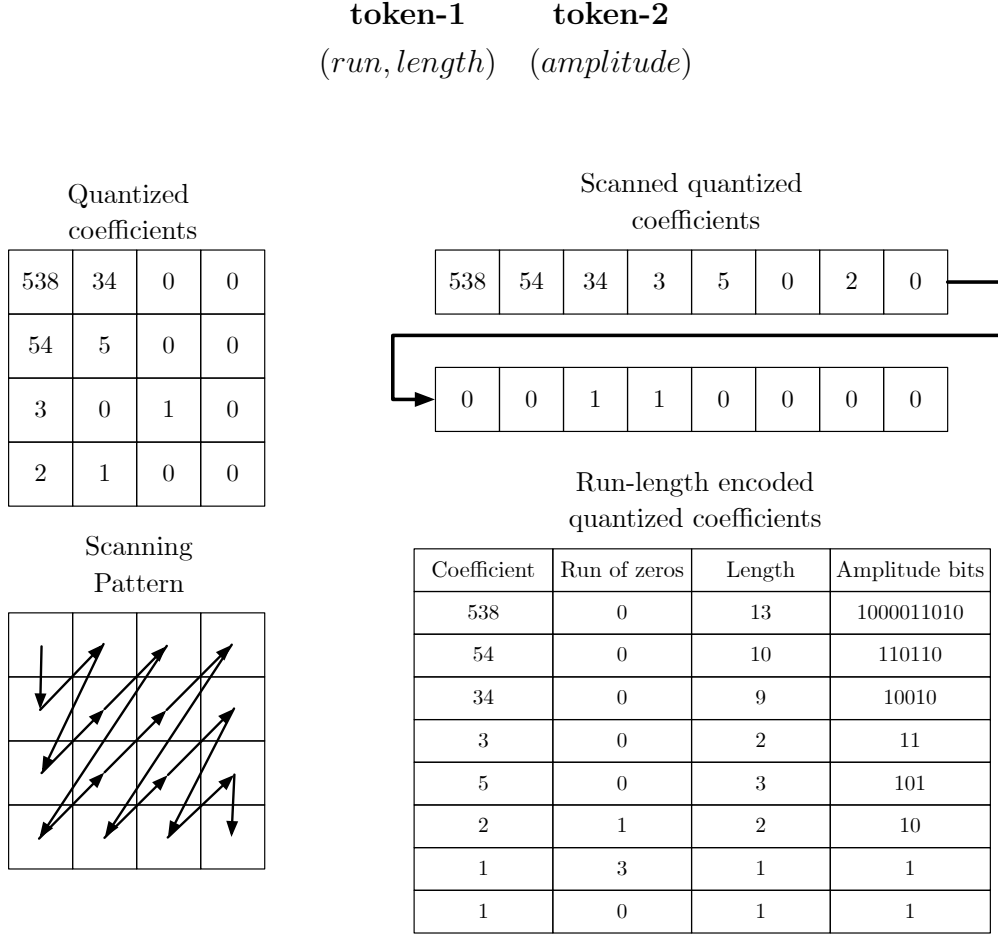 token-1 token-2
(run, length) (amplitude)
Quantized
coefficients
538 34 0 0
54 5 0 0
3 0 1 0
2 1 0 0
Scanning
Pattern
Scanned quantized
coefficients
538 54 34 3 5 0 2 0
0 0 1 1 0 0 0 0
Run-length encoded
quantized coefficients
Coefficient Run of zeros Length Amplitude bits
538 0 13 1000011010
54 0 10 110110
34 0 9 10010
3 0 2 11
5 0 3 101
2 1 2 10
1 3 1 1
1 0 1 1